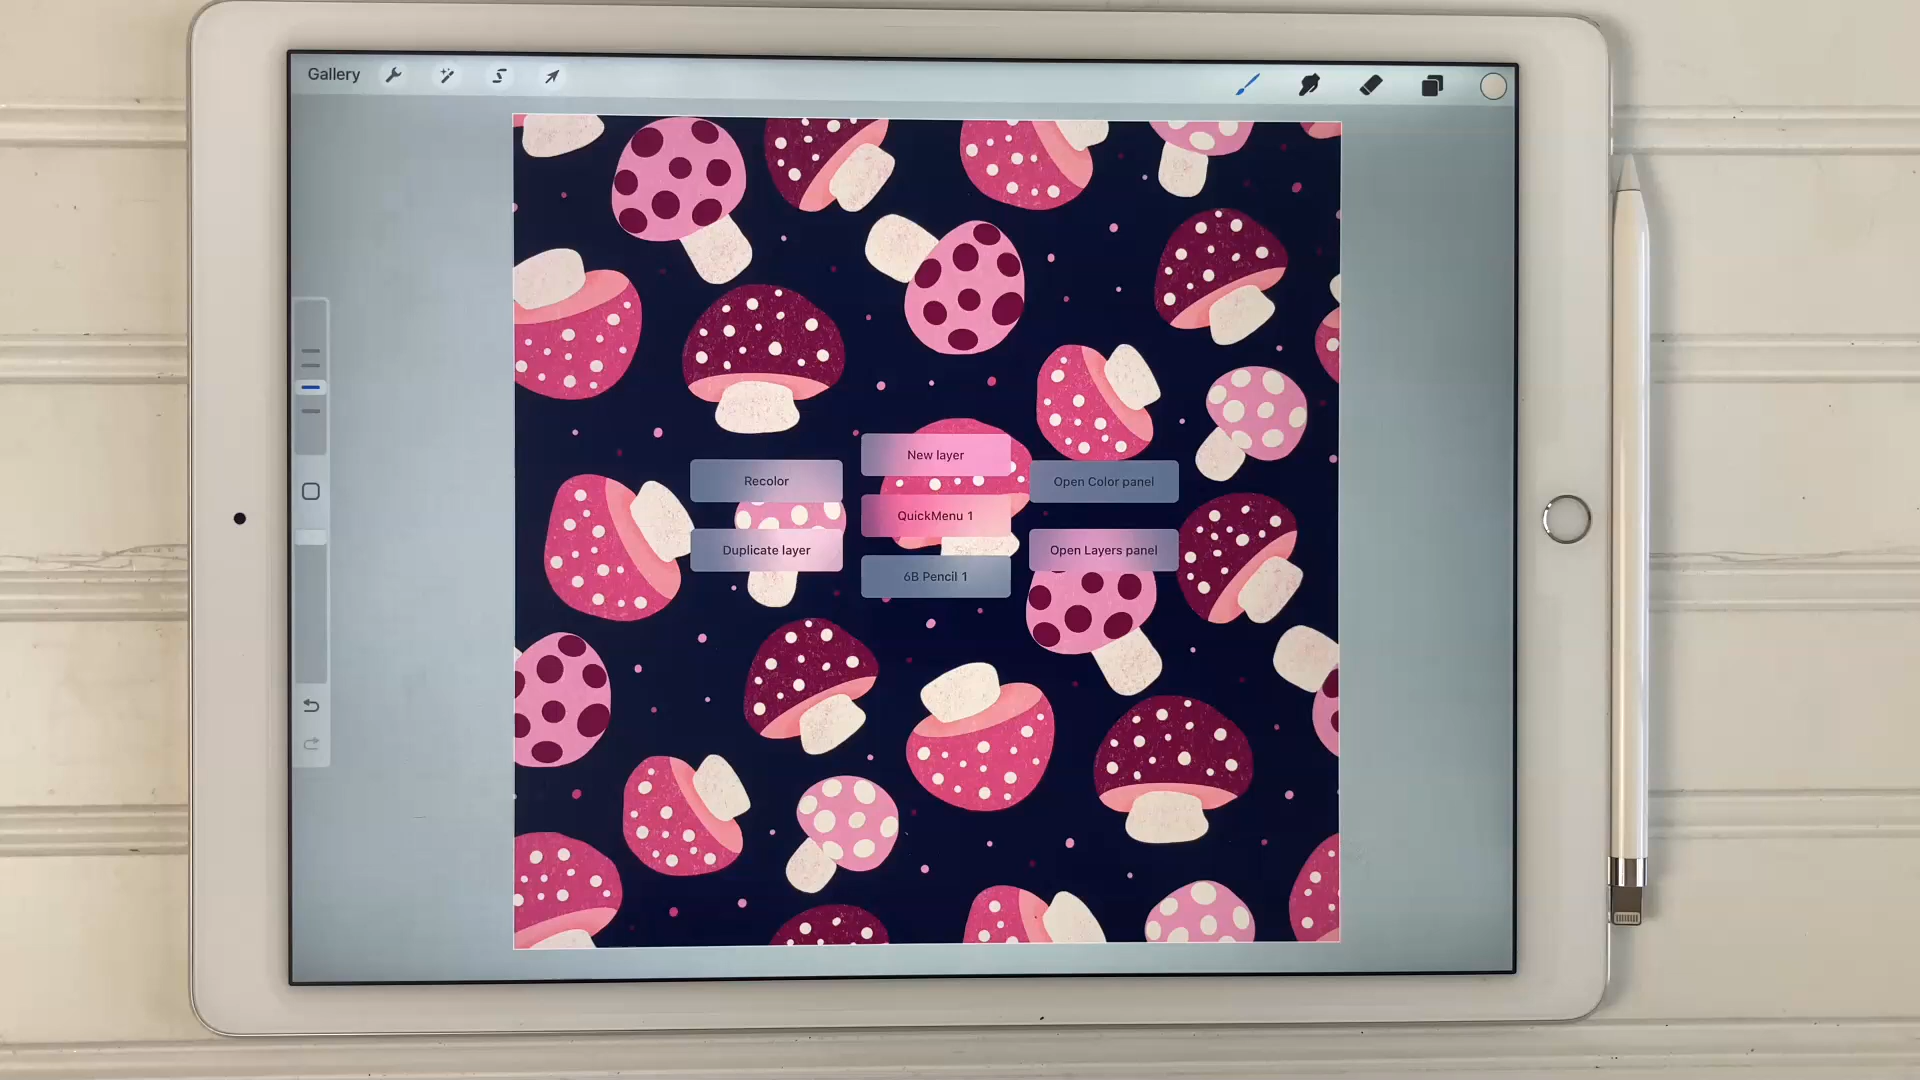 Gallery
New layer
Recolor
Open Color panel
QuickMenu 1
Duplicate layer
Open Layers panel
6B Pencil 1